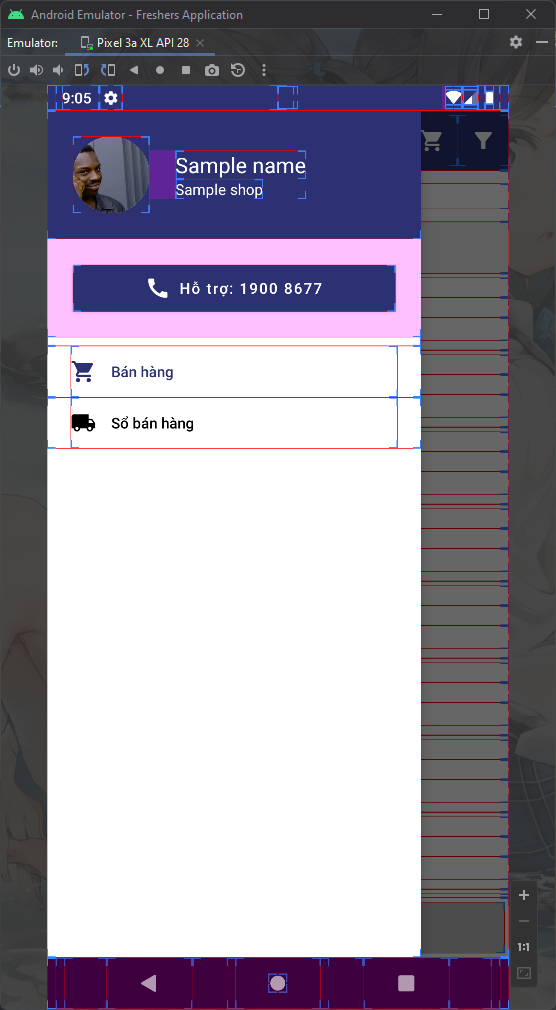 Android Emulator - Freshers Application
Emulator: Pixel 3a XL API 28
9:05
Sample name
Sample shop
Hỗ trợ: 1900 8677
Bán hàng
Sổ bán hàng
1:1